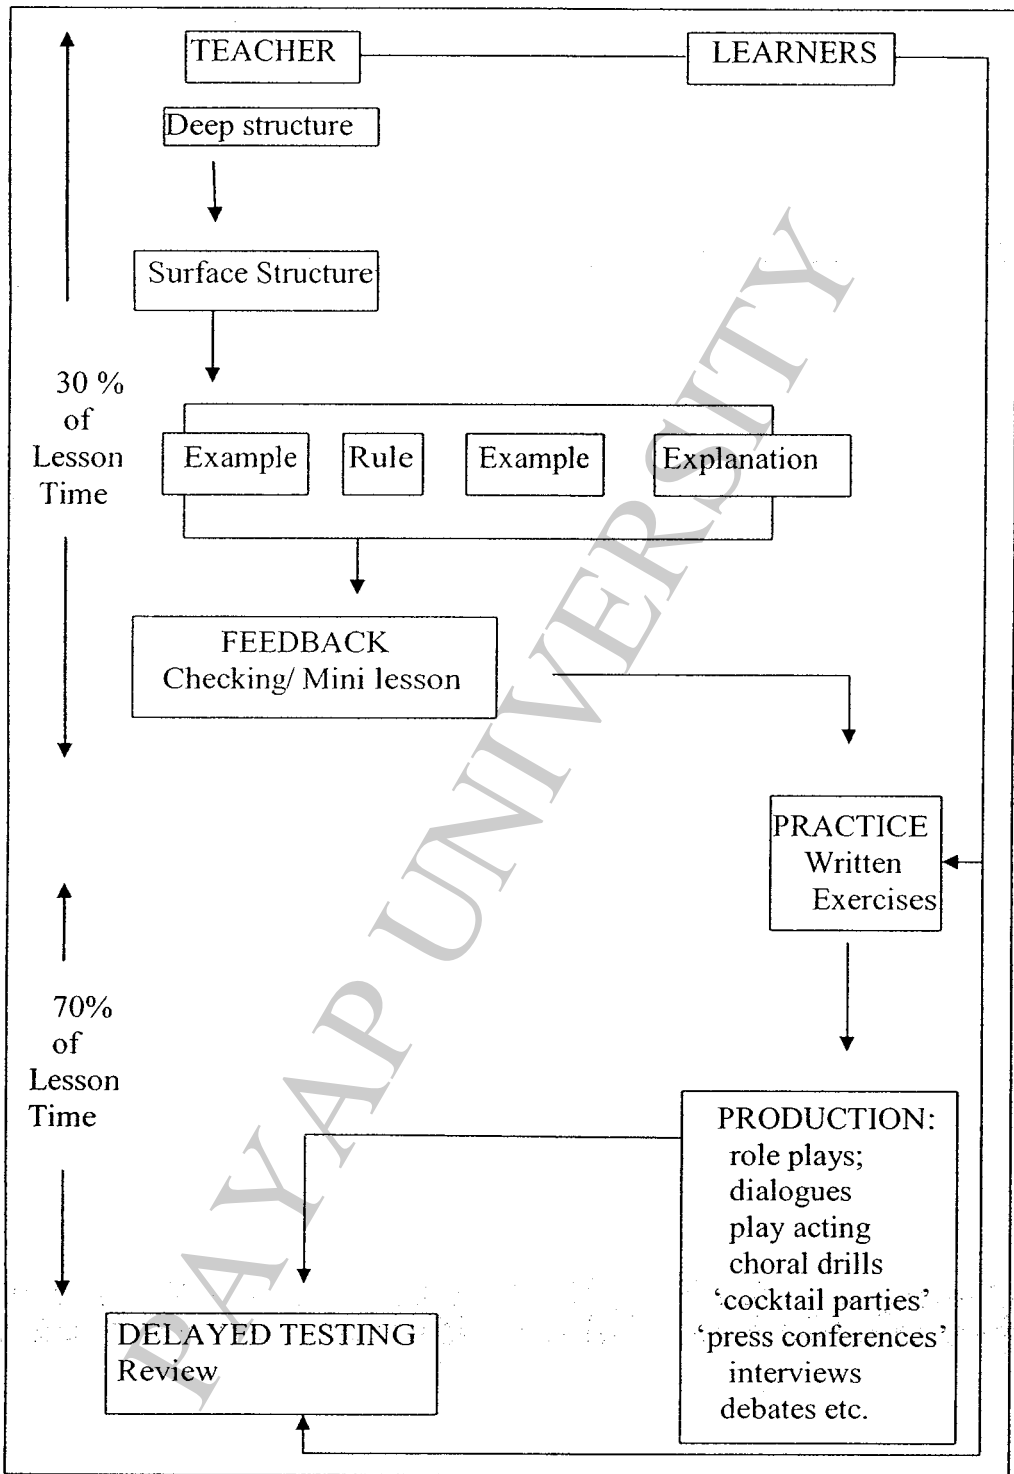 TEACHER
LEARNERS
Deep structure
Surface Structure
30 %
of
Lesson
Time
Example
Rule
Example
Explanation
FEEDBACK
Checking/ Mini lesson
PRACTICE
Written
Exercises
70%
of
Lesson
Time
PRODUCTION:
role plays;
dialogues
play acting
choral drills
‘cocktail parties’
‘press conferences’
interviews
debates etc.
DELAYED TESTING
Review
PAYAP UNIVERSITY